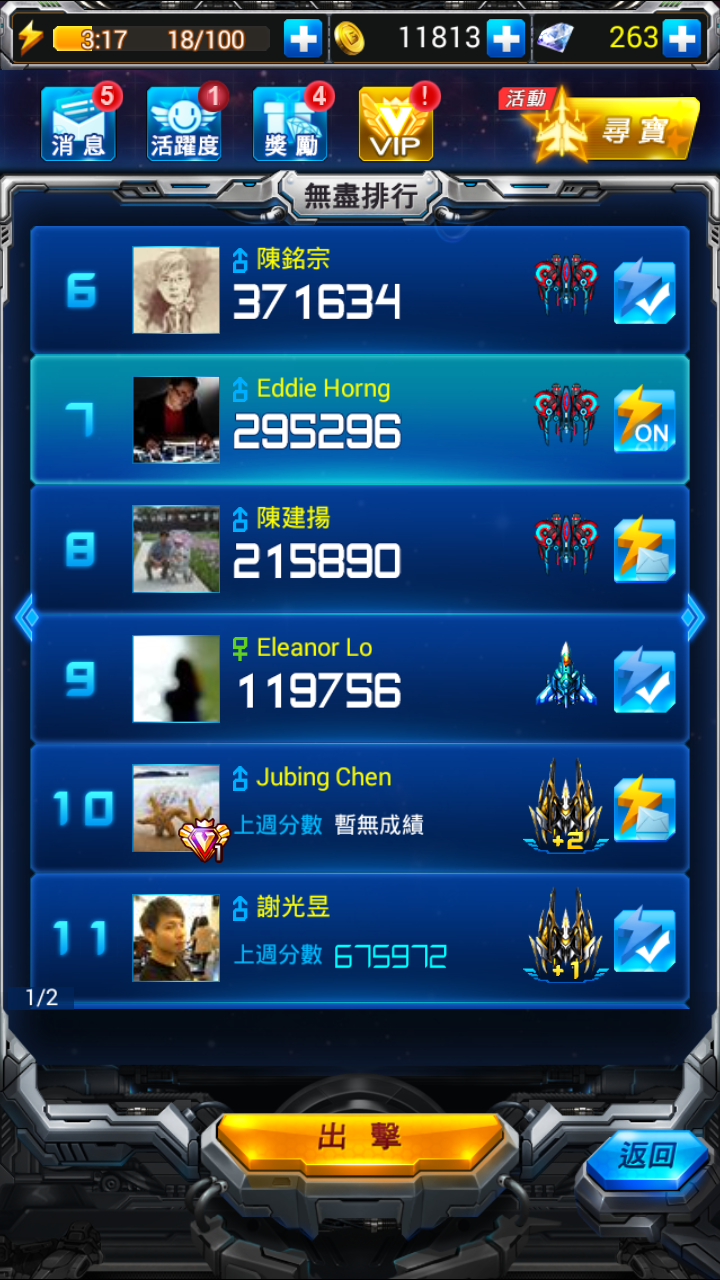 3:17 18/100 11813 263
5 1 4 !
消息 活躍度 獎勵 VIP 活動 尋寶
無盡排行
6 陳銘宗
371634
7 Eddie Horng
295296 ON
8 陳建揚
215890
9 Eleanor Lo
119756
10 Jubing Chen
上週分數 暫無成績 +2
1
11 謝光昱
上週分數 675972 +1
1/2
出擊
返回